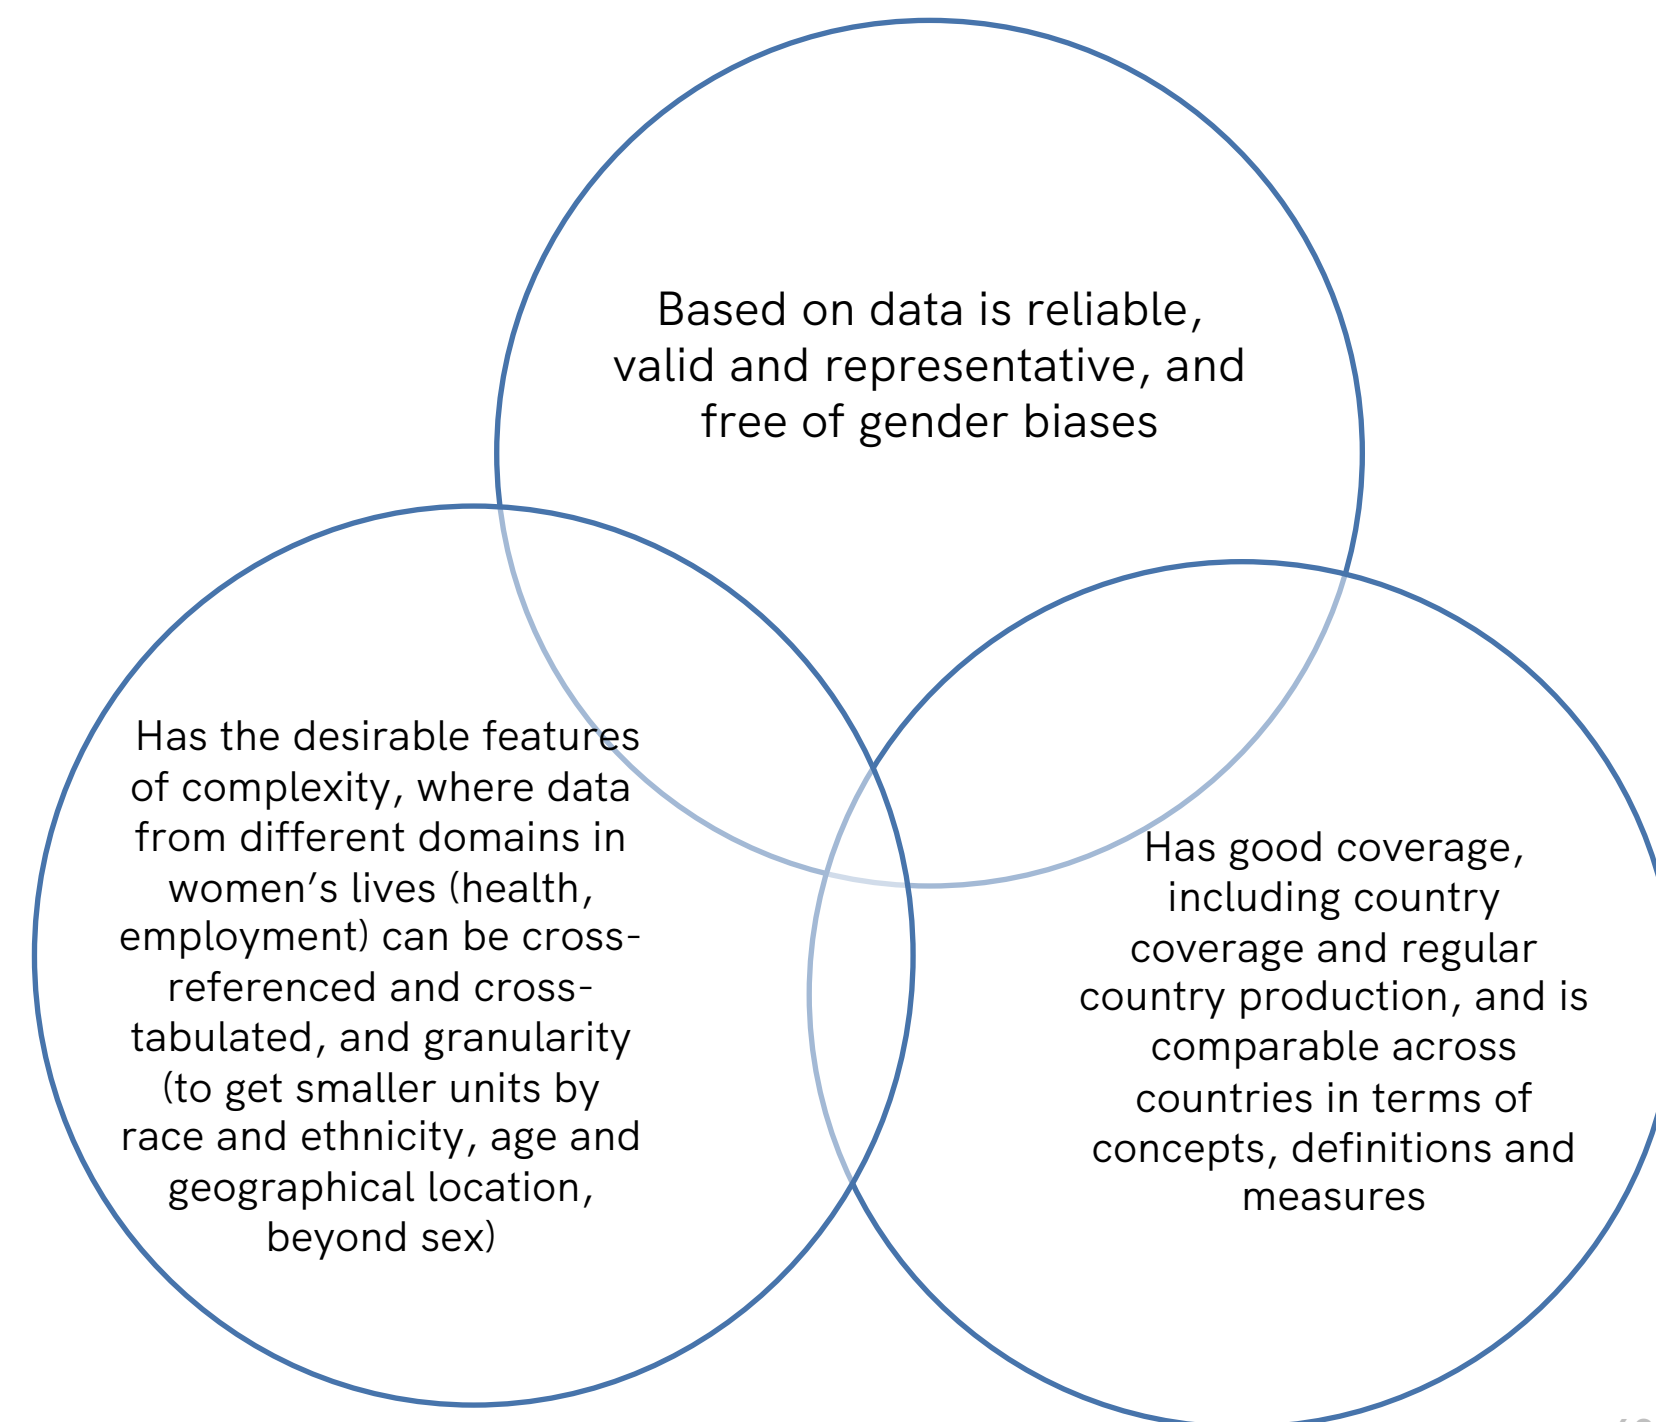 Based on data is reliable,
valid and representative, and
free of gender biases
Has the desirable features
of complexity, where data
from different domains in
women’s lives (health,
employment) can be cross-
referenced and cross-
tabulated, and granularity
(to get smaller units by
race and ethnicity, age and
geographical location,
beyond sex)
Has good coverage,
including country
coverage and regular
country production, and is
comparable across
countries in terms of
concepts, definitions and
measures